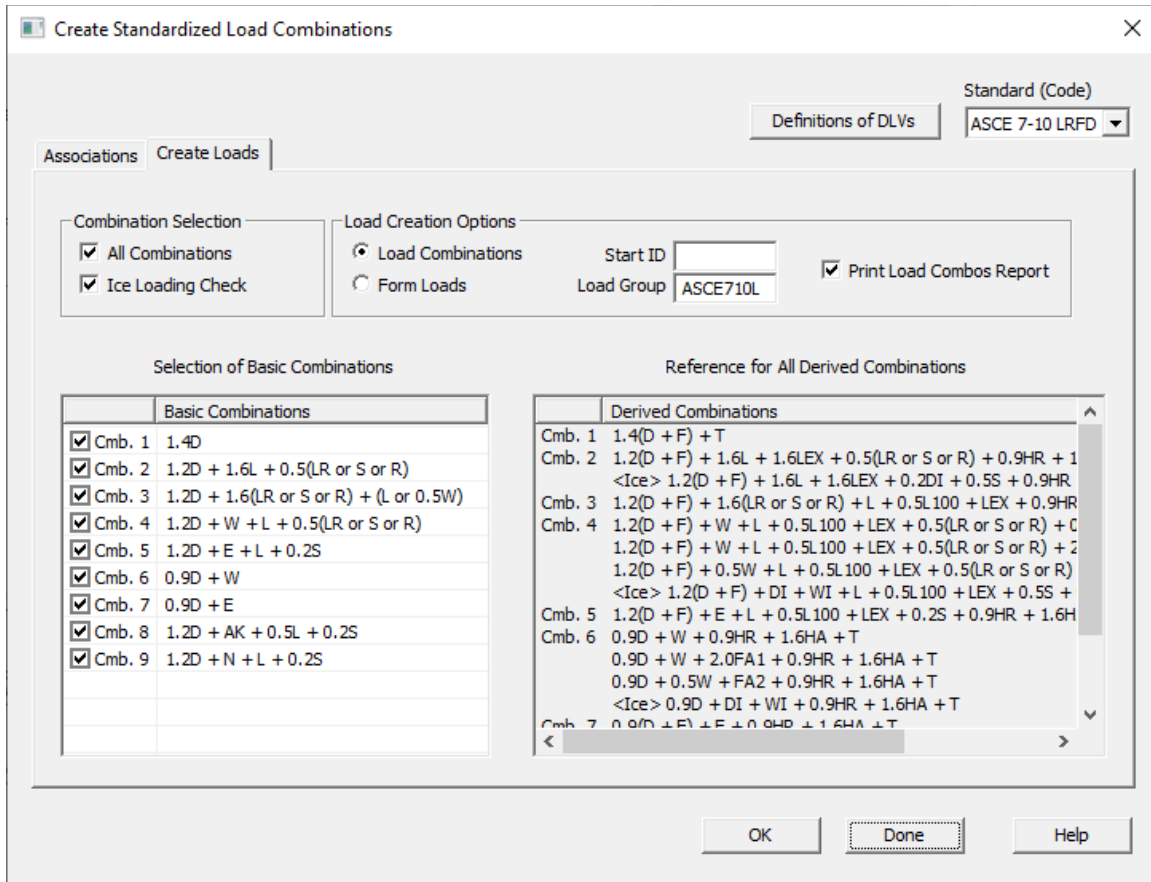 Create Standardized Load Combinations
Standard (Code)
Definitions of DLVs
ASCE 7-10 LRFD
Associations
Create Loads
Combination Selection
All Combinations
Ice Loading Check
Load Creation Options
Load Combinations
Form Loads
Start ID
Load Group ASCE710L
Print Load Combos Report
Selection of Basic Combinations
Basic Combinations
Cmb. 1 1.4D
Cmb. 2 1.2D + 1.6L + 0.5(LR or S or R)
Cmb. 3 1.2D + 1.6(LR or S or R) + (L or 0.5W)
Cmb. 4 1.2D + W + L + 0.5(LR or S or R)
Cmb. 5 1.2D + E + L + 0.2S
Cmb. 6 0.9D + W
Cmb. 7 0.9D + E
Cmb. 8 1.2D + AK + 0.5L + 0.2S
Cmb. 9 1.2D + N + L + 0.2S
Reference for All Derived Combinations
Derived Combinations
Cmb. 1 1.4(D + F) + T
Cmb. 2 1.2(D + F) + 1.6L + 1.6LEX + 0.5(LR or S or R) + 0.9HR + 1
<Ice> 1.2(D + F) + 1.6L + 1.6LEX + 0.2DI + 0.5S + 0.9HR
Cmb. 3 1.2(D + F) + 1.6(LR or S or R) + L + 0.5L100 + LEX + 0.9HR
Cmb. 4 1.2(D + F) + W + L + 0.5L100 + LEX + 0.5(LR or S or R) + 0
1.2(D + F) + W + L + 0.5L100 + LEX + 0.5(LR or S or R) + 2
1.2(D + F) + 0.5W + L + 0.5L100 + LEX + 0.5(LR or S or R)
<Ice> 1.2(D + F) + DI + WI + L + 0.5L100 + LEX + 0.5S +
Cmb. 5 1.2(D + F) + E + L + 0.5L100 + LEX + 0.2S + 0.9HR + 1.6H
Cmb. 6 0.9D + W + 0.9HR + 1.6HA + T
0.9D + W + 2.0FA1 + 0.9HR + 1.6HA + T
0.9D + 0.5W + FA2 + 0.9HR + 1.6HA + T
<Ice> 0.9D + DI + WI + 0.9HR + 1.6HA + T
Cmb. 7 0.9(D + F) + E + 0.9HR + 1.6HA + T
OK
Done
Help